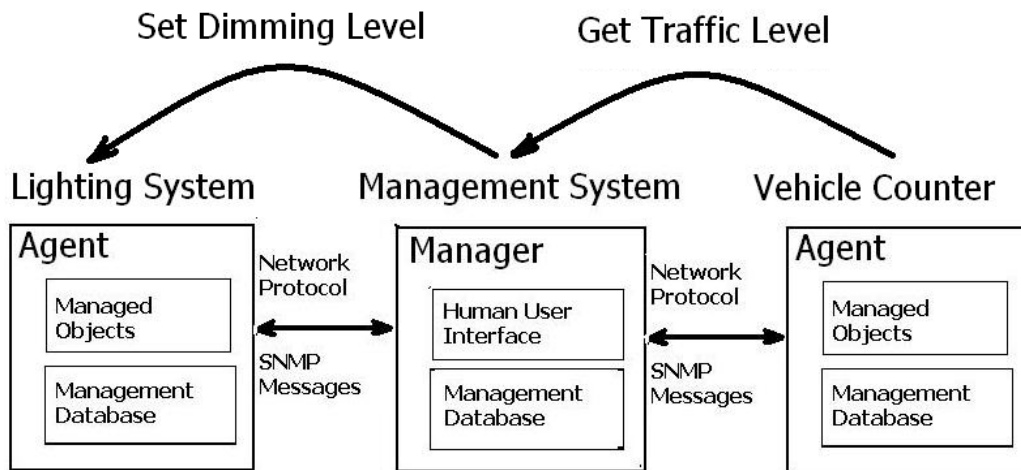 Set Dimming Level
Get Traffic Level
Lighting System
Management System
Vehicle Counter
Agent
Managed
Objects
Management
Database
Network
Protocol
SNMP
Messages
Manager
Human User
Interface
Management
Database
Network
Protocol
SNMP
Messages
Agent
Managed
Objects
Management
Database